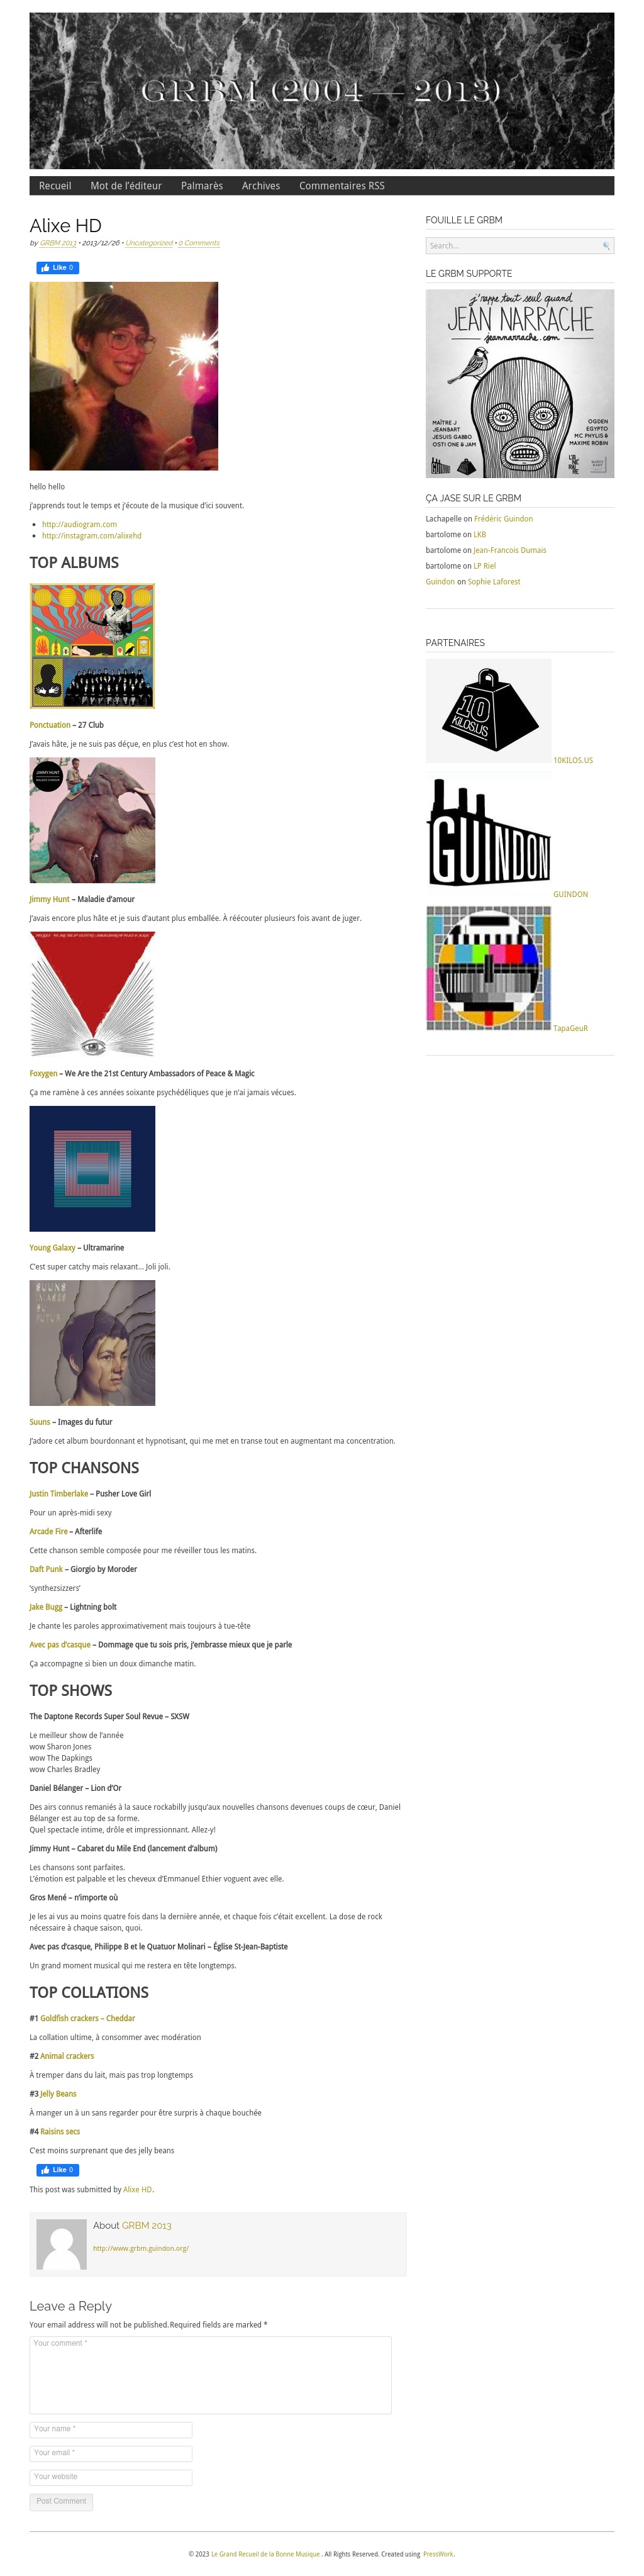 GRBM (2004 — 2013)
Recueil Mot de l'éditeur Palmarès Archives Commentaires RSS
Alixe HD
by GRBM 2013 • 2013/12/26 • Uncategorized • 0 Comments
Like 0
hello hello
j'apprends tout le temps et j'écoute de la musique d'ici souvent.
http://audiogram.com
http://instagram.com/alixehd
TOP ALBUMS
Ponctuation – 27 Club
J'avais hâte, je ne suis pas déçue, en plus c'est hot en show.
JIMMY HUNT
MALADIE D'AMOUR
Jimmy Hunt – Maladie d'amour
J'avais encore plus hâte et je suis d'autant plus emballée. À réécouter plusieurs fois avant de juger.
Foxygen – We Are the 21st Century Ambassadors of Peace & Magic
Ça me ramène à ces années soixante psychédéliques que je n'ai jamais vécues.
Young Galaxy – Ultramarine
C'est super catchy mais relaxant… Joli joli.
SUUNS
IMAGES
DU
FUTUR
Suuns – Images du futur
J'adore cet album bourdonnant et hypnotisant, qui me met en transe tout en augmentant ma concentration.
TOP CHANSONS
Justin Timberlake – Pusher Love Girl
Pour un après-midi sexy
Arcade Fire – Afterlife
Cette chanson semble composée pour me réveiller tous les matins.
Daft Punk – Giorgio by Moroder
'synthezsizzers'
Jake Bugg – Lightning bolt
Je chante les paroles approximativement mais toujours à tue-tête
Avec pas d'casque – Dommage que tu sois pris, j'embrasse mieux que je parle
Ça accompagne si bien un doux dimanche matin.
TOP SHOWS
The Daptone Records Super Soul Revue – SXSW
Le meilleur show de l'année
wow Sharon Jones
wow The Dapkings
wow Charles Bradley
Daniel Bélanger – Lion d'Or
Des airs connus remaniés à la sauce rockabilly jusqu'aux nouvelles chansons devenues coups de cœur, Daniel
Bélanger est au top de sa forme.
Quel spectacle intime, drôle et impressionnant. Allez-y!
Jimmy Hunt – Cabaret du Mile End (lancement d'album)
Les chansons sont parfaites.
L'émotion est palpable et les cheveux d'Emmanuel Ethier voguent avec elle.
Gros Mené – n'importe où
Je les ai vus au moins quatre fois dans la dernière année, et chaque fois c'était excellent. La dose de rock
nécessaire à chaque saison, quoi.
Avec pas d'casque, Philippe B et le Quatuor Molinari – Église St-Jean-Baptiste
Un grand moment musical qui me restera en tête longtemps.
TOP COLLATIONS
#1 Goldfish crackers – Cheddar
La collation ultime, à consommer avec modération
#2 Animal crackers
À tremper dans du lait, mais pas trop longtemps
#3 Jelly Beans
À manger un à un sans regarder pour être surpris à chaque bouchée
#4 Raisins secs
C'est moins surprenant que des jelly beans
Like 0
This post was submitted by Alixe HD.
About GRBM 2013
http://www.grbm.guindon.org/
Leave a Reply
Your email address will not be published.Required fields are marked *
Your comment *
Your name *
Your email *
Your website
Post Comment
FOUILLE LE GRBM
Search...
LE GRBM SUPPORTE
j'rappe tout seul quand
JEAN NARRACHE
jeannarrache.com
MAÎTRE J
JEANBART
JESUIS GABBO
OSTI ONE & JAM
OGDEN
EGYPTO
MC PHYLIS &
MAXIME ROBIN
ÇA JASE SUR LE GRBM
Lachapelle on Frédéric Guindon
bartolome on LKB
bartolome on Jean-Francois Dumais
bartolome on LP Riel
Guindon on Sophie Laforest
PARTENAIRES
10
KILOS.US
10KILOS.US
GUINDON
GUINDON
TapaGeuR
© 2023 Le Grand Recueil de la Bonne Musique . All Rights Reserved. Created using PressWork.